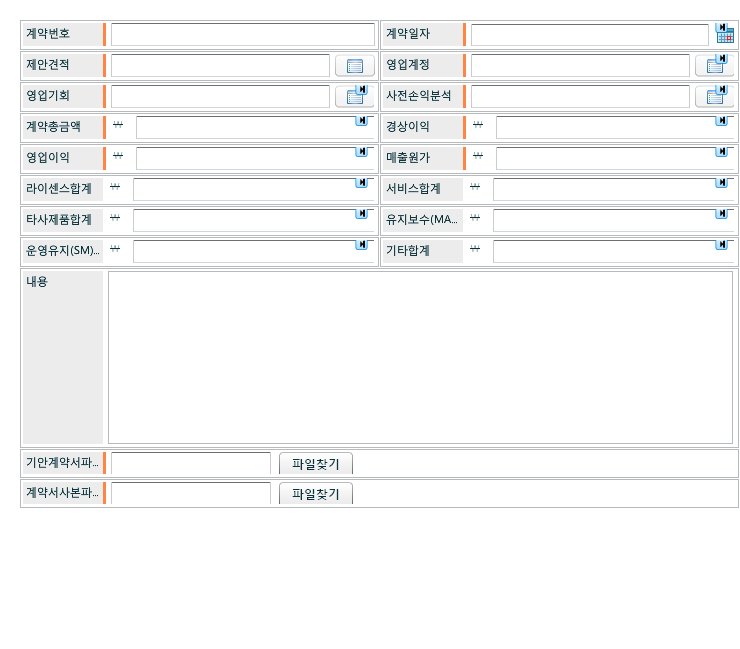 계약번호 계약일자
제안견적 영업계정
영업기회 사전손익분석
계약총금액 ₩ 경상이익 ₩
영업이익 ₩ 매출원가 ₩
라이센스합계 ₩ 서비스합계 ₩
타사제품합계 ₩ 유지보수(MA...
₩
운영유지(SM)... ₩ 기타합계 ₩
내용
기안계약서파... 파일찾기
계약서사본파... 파일찾기